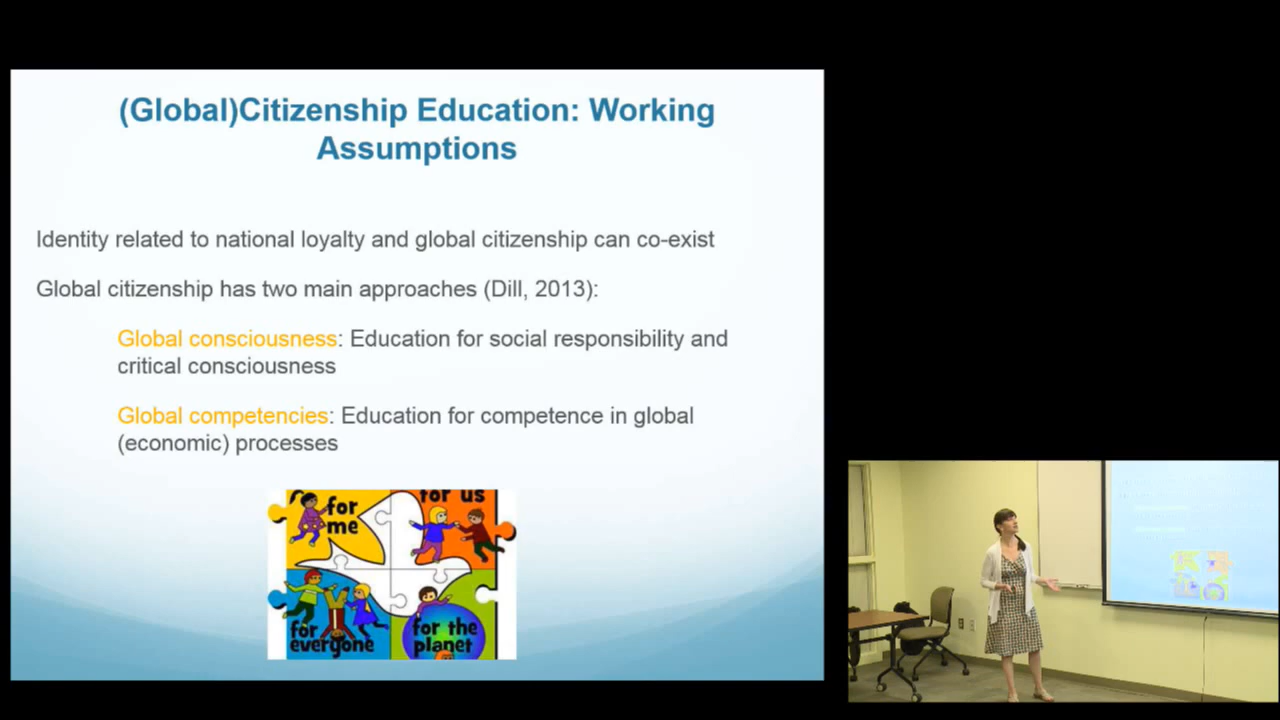 (Global)Citizenship Education: Working
Assumptions
Identity related to national loyalty and global citizenship can co-exist
Global citizenship has two main approaches (Dill, 2013):
Global consciousness: Education for social responsibility and
critical consciousness
Global competencies: Education for competence in global
(economic) processes
for
me
for us
for
everyone
for the
planet